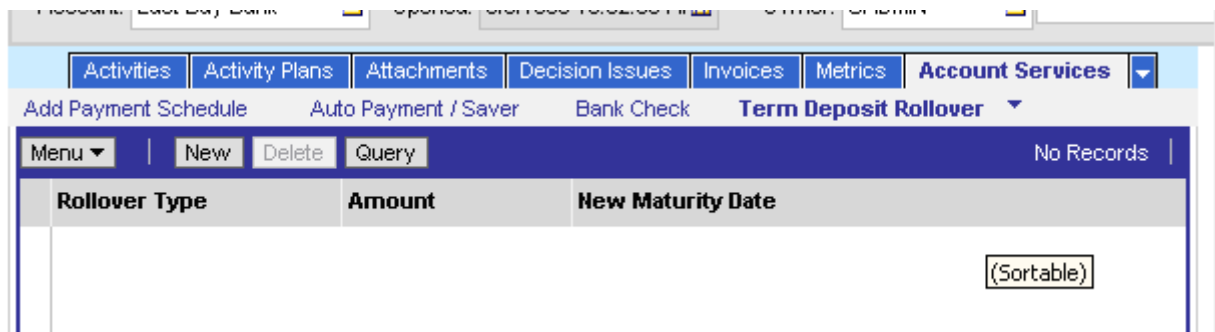 Activities Activity Plans Attachments Decision Issues Invoices Metrics Account Services
Add Payment Schedule Auto Payment / Saver Bank Check Term Deposit Rollover
Menu New Delete Query No Records
Rollover Type Amount New Maturity Date
(Sortable)